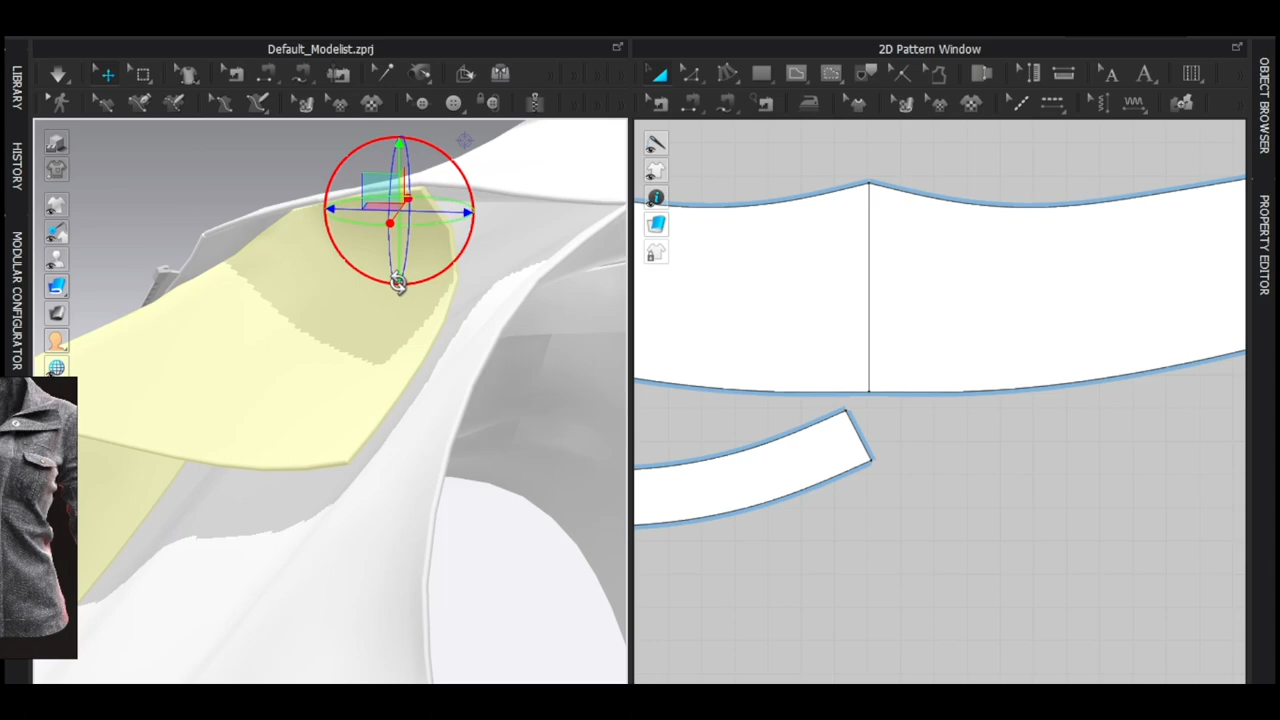 Default_Modelist.zprj
2D Pattern Window
LIBRARY
HISTORY
MODULAR CONFIGURATOR
OBJECT BROWSER
PROPERTY EDITOR